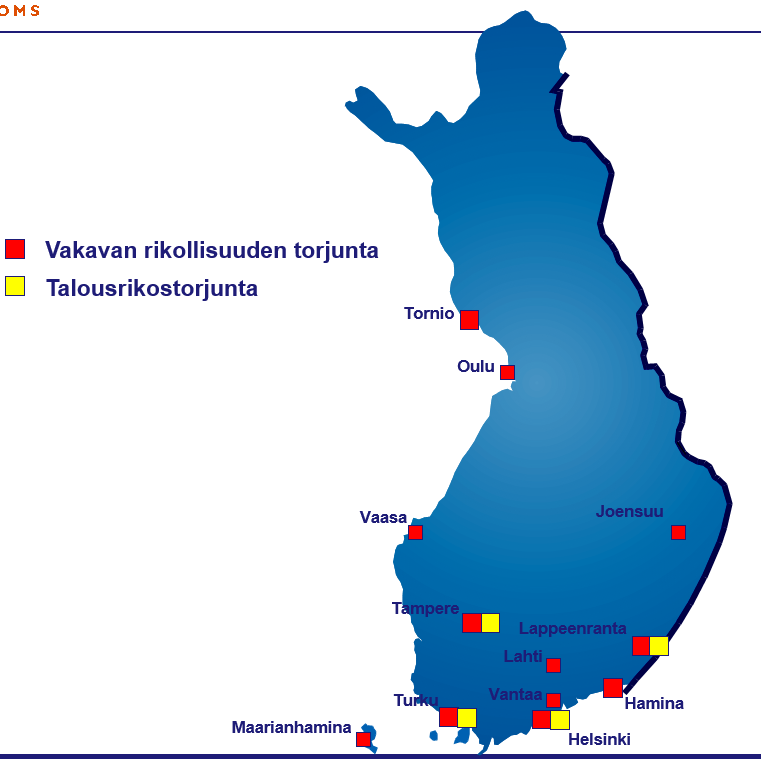 OMS
Vakavan rikollisuuden torjunta
Talousrikostorjunta
Tornio
Oulu
Vaasa
Joensuu
Tampere
Lappeenranta
Lahti
Vantaa
Turku
Hamina
Maarianhamina
Helsinki